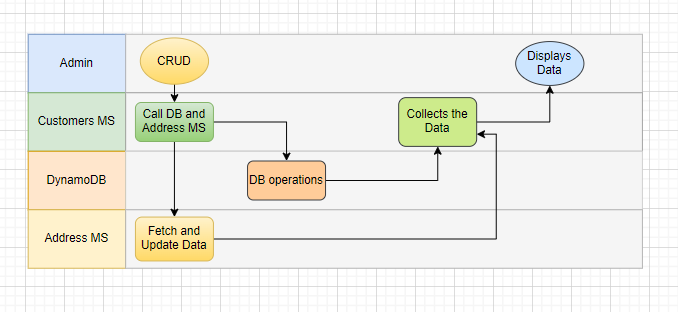 Admin
CRUD
Displays
Data
Customers MS
Call DB and
Address MS
Collects the
Data
DynamoDB
DB operations
Address MS
Fetch and
Update Data